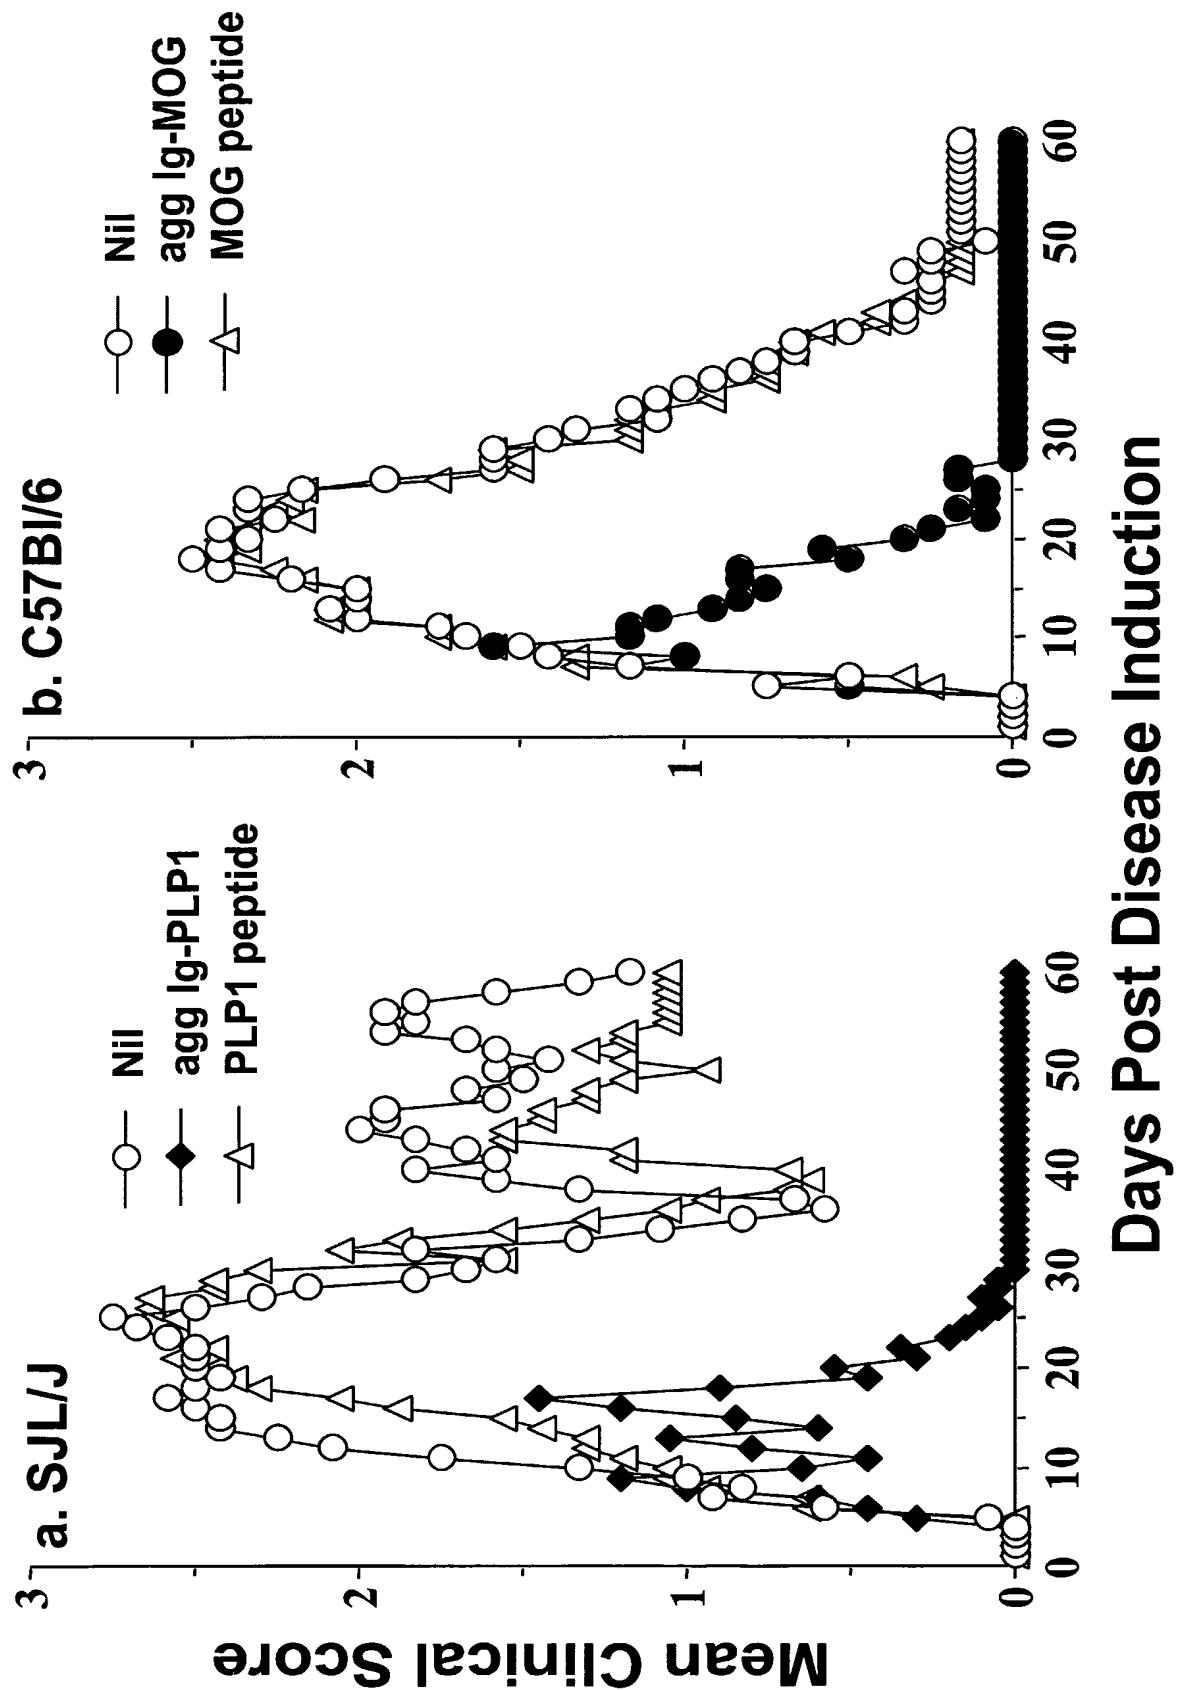 a. SJL/J
Nil
agg Ig-PLP1
PLP1 peptide
3
2
1
0
0
10
20
30
40
50
60
b. C57Bl/6
Nil
agg Ig-MOG
MOG peptide
3
2
1
0
0
10
20
30
40
50
60
Mean Clinical Score
Days Post Disease Induction